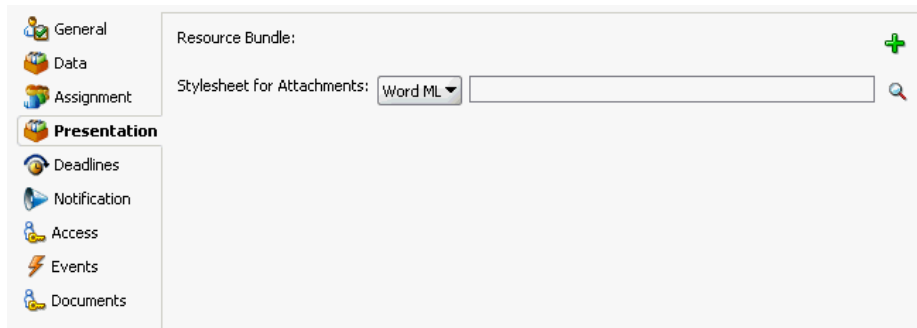 General
Data
Assignment
Presentation
Deadlines
Notification
Access
Events
Documents
Resource Bundle:
Stylesheet for Attachments: Word ML